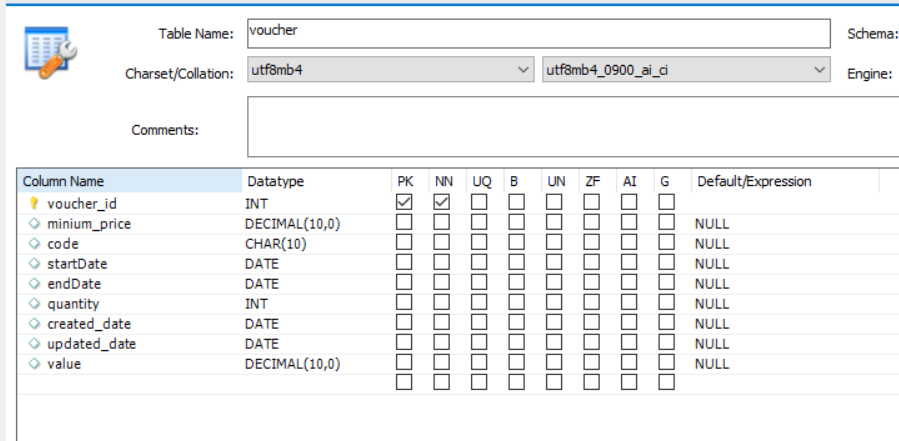 Table Name: voucher Schema:
Charset/Collation: utf8mb4 utf8mb4_0900_ai_ci Engine:
Comments:
Column Name Datatype PK NN UQ B UN ZF AI G Default/Expression
voucher_id INT
minium_price DECIMAL(10,0) NULL
code CHAR(10) NULL
startDate DATE NULL
endDate DATE NULL
quantity INT NULL
created_date DATE NULL
updated_date DATE NULL
value DECIMAL(10,0) NULL